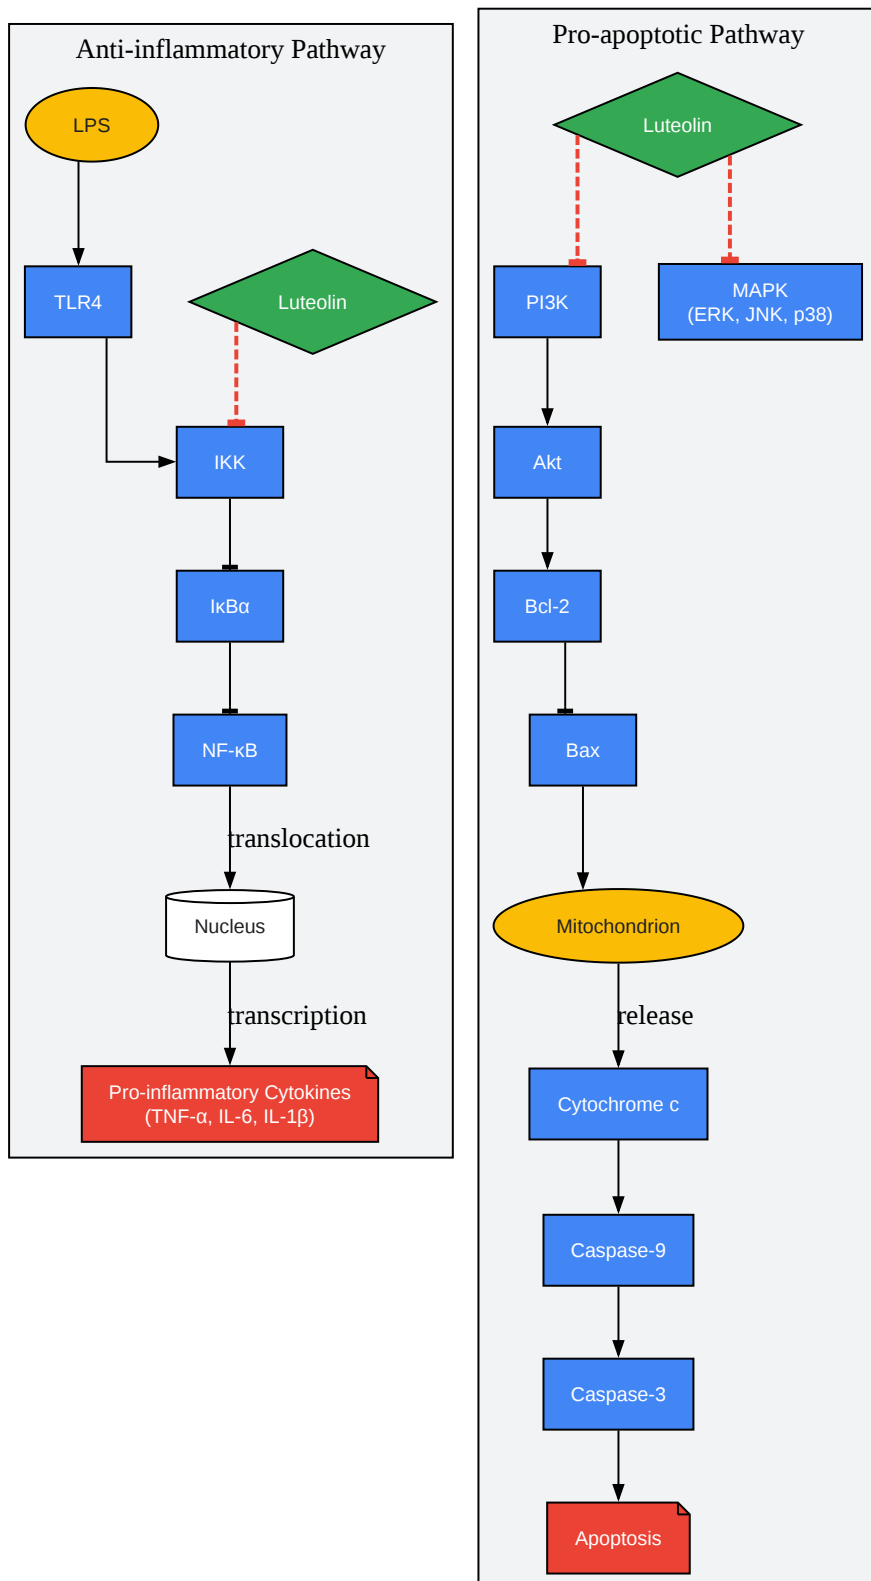 Anti-inflammatory Pathway
LPS
TLR4
Luteolin
IKK
IκBα
NF-κB
translocation
Nucleus
transcription
Pro-inflammatory Cytokines
(TNF-α, IL-6, IL-1β)
Pro-apoptotic Pathway
Luteolin
PI3K
MAPK
(ERK, JNK, p38)
Akt
Bcl-2
Bax
Mitochondrion
release
Cytochrome c
Caspase-9
Caspase-3
Apoptosis